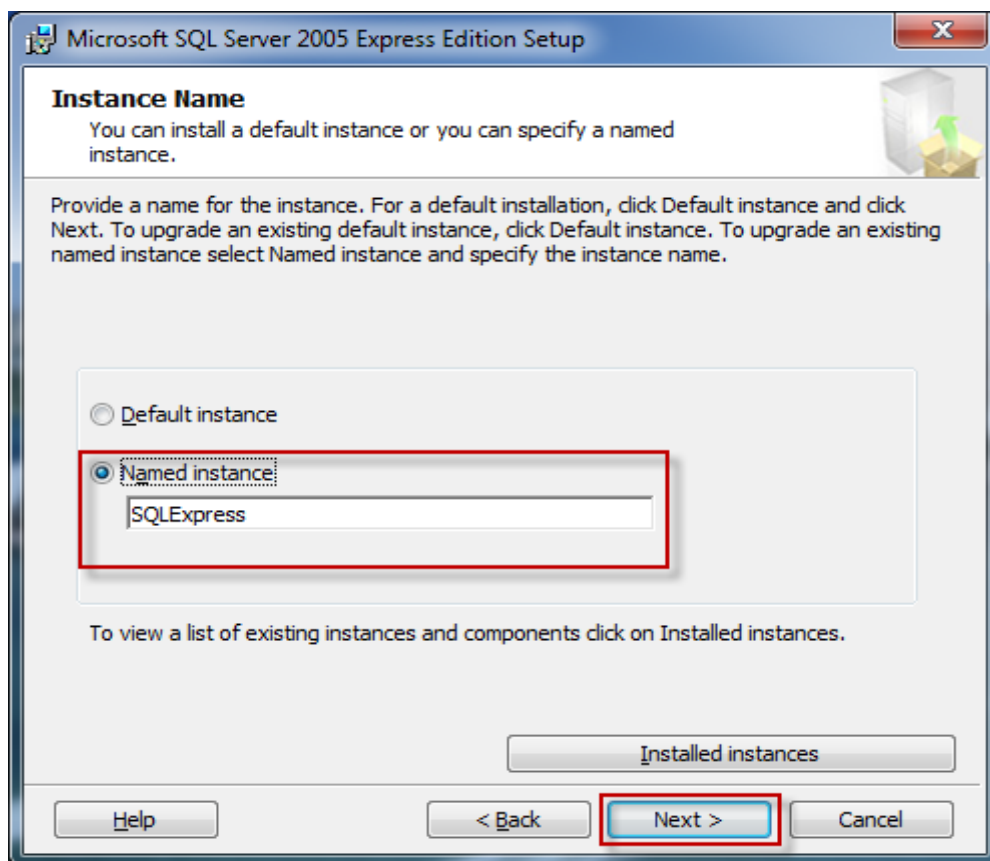 Microsoft SQL Server 2005 Express Edition Setup
Instance Name
You can install a default instance or you can specify a named
instance.
Provide a name for the instance. For a default installation, click Default instance and click
Next. To upgrade an existing default instance, click Default instance. To upgrade an existing
named instance select Named instance and specify the instance name.
Default instance
Named instance
SQLExpress
To view a list of existing instances and components click on Installed instances.
Installed instances
Help
< Back
Next >
Cancel